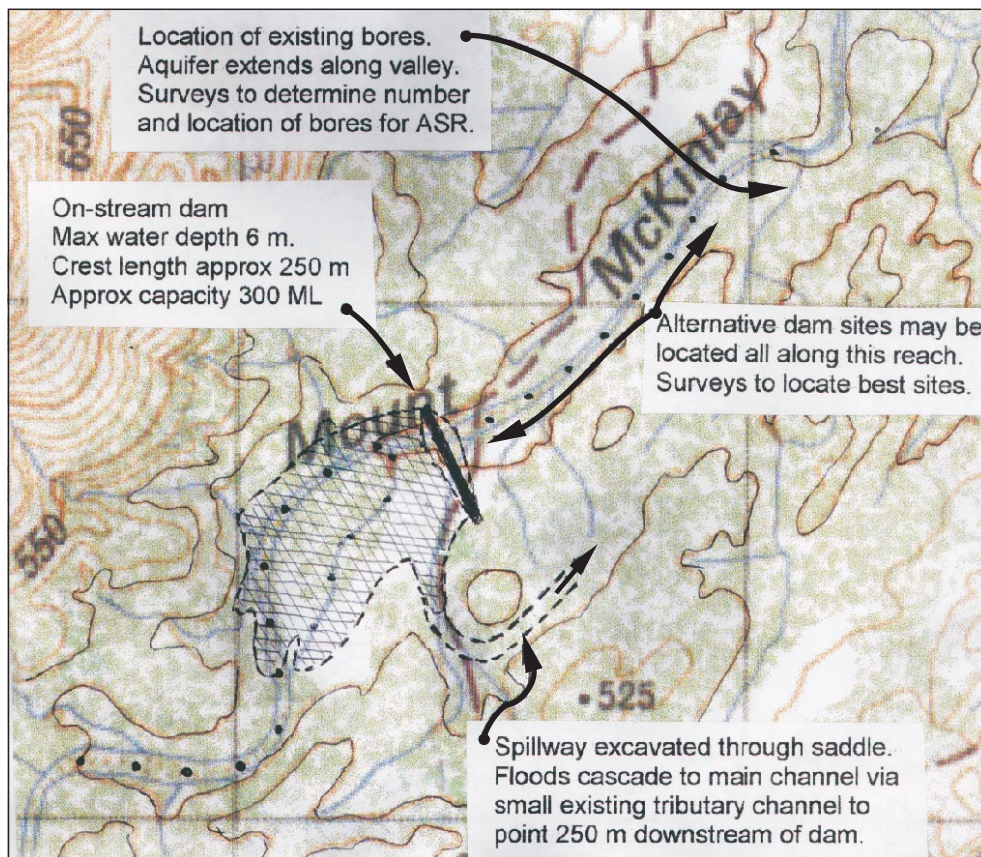 Location of existing bores.
Aquifer extends along valley.
Surveys to determine number
and location of bores for ASR.
650
McKinlay
On-stream dam
Max water depth 6 m.
Crest length approx 250 m
Approx capacity 300 ML
Alternative dam sites may be
located all along this reach.
Surveys to locate best sites.
Mount
550
525
Spillway excavated through saddle.
Floods cascade to main channel via
small existing tributary channel to
point 250 m downstream of dam.